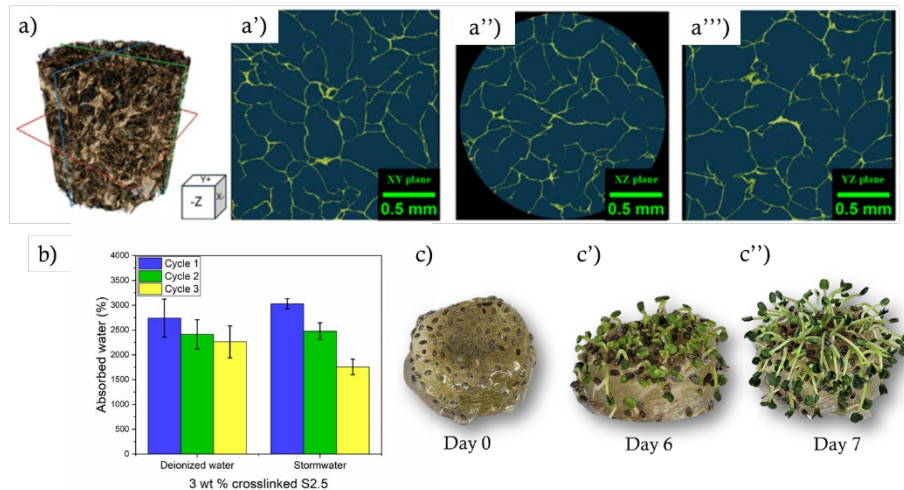 a)
a')
a'')
a''')
Y+
-Z
X-
XY plane
0.5 mm
XZ plane
0.5 mm
YZ plane
0.5 mm
b)
4000
3500
3000
2500
2000
1750
1500
1000
500
0
Absorbed water (%)
Cycle 1
Cycle 2
Cycle 3
Deionized water
Stormwater
3 wt % crosslinked S2.5
c)
c')
c'')
Day 0
Day 6
Day 7